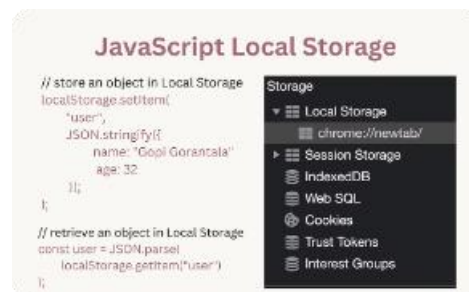 JavaScript Local Storage
// store an object in Local Storage
localStorage.setItem(
"user",
JSON.stringify({
name: "Gopi Gorantala"
age: 32
});
);
// retrieve an object in Local Storage
const user = JSON.parse(
localStorage.getItem("user")
);
Storage
Local Storage
chrome://newtab/
Session Storage
IndexedDB
Web SQL
Cookies
Trust Tokens
Interest Groups